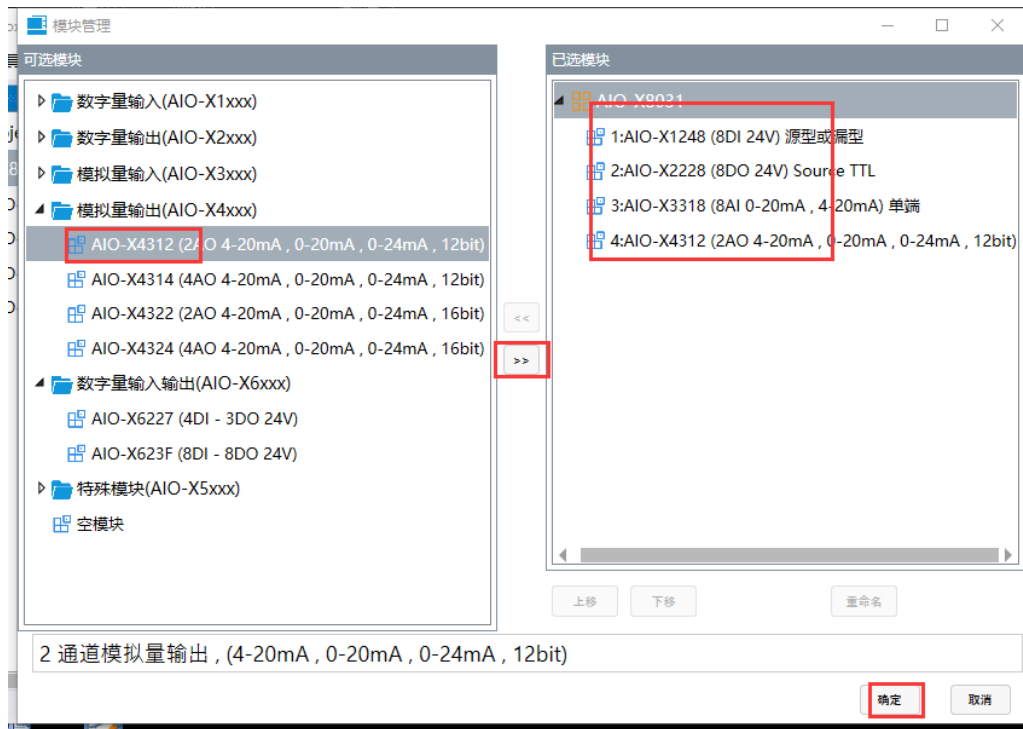 模块管理
可选模块
数字量输入(AIO-X1xxx)
数字量输出(AIO-X2xxx)
模拟量输入(AIO-X3xxx)
模拟量输出(AIO-X4xxx)
AIO-X4312 (2AO 4-20mA , 0-20mA , 0-24mA , 12bit)
AIO-X4314 (4AO 4-20mA , 0-20mA , 0-24mA , 12bit)
AIO-X4322 (2AO 4-20mA , 0-20mA , 0-24mA , 16bit)
AIO-X4324 (4AO 4-20mA , 0-20mA , 0-24mA , 16bit)
数字量输入输出(AIO-X6xxx)
AIO-X6227 (4DI - 3DO 24V)
AIO-X623F (8DI - 8DO 24V)
特殊模块(AIO-X5xxx)
空模块
<<
>>
已选模块
AIO-X8031
1:AIO-X1248 (8DI 24V) 源型或漏型
2:AIO-X2228 (8DO 24V) Source TTL
3:AIO-X3318 (8AI 0-20mA , 4-20mA) 单端
4:AIO-X4312 (2AO 4-20mA , 0-20mA , 0-24mA , 12bit)
上移
下移
重命名
2 通道模拟量输出 , (4-20mA , 0-20mA , 0-24mA , 12bit)
确定
取消